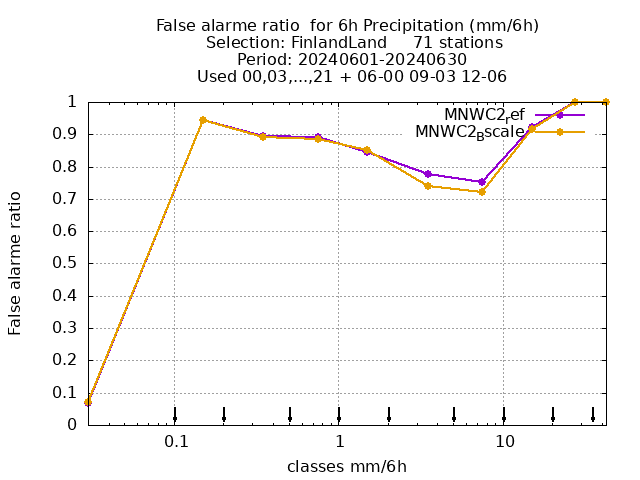 False alarme ratio  for 6h Precipitation (mm/6h)
Selection: FinlandLand     71 stations
Period: 20240601-20240630
Used 00,03,...,21 + 06-00 09-03 12-06
MNWC2_ref
MNWC2_Bscale
1
0.9
0.8
0.7
0.6
0.5
0.4
0.3
0.2
0.1
0
False alarme ratio
0.1 1 10
classes mm/6h